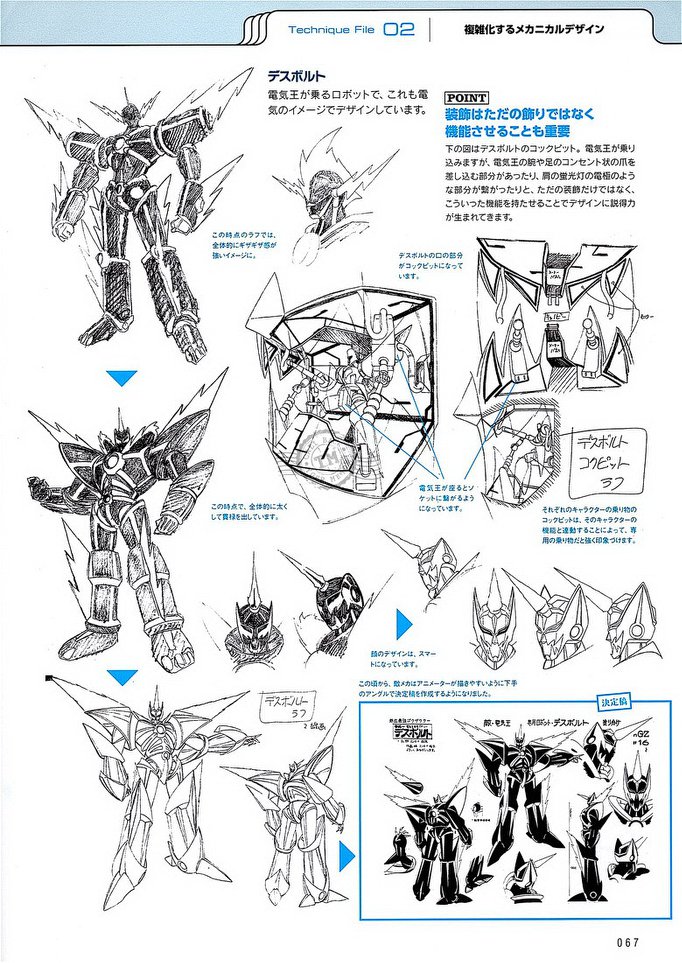 Technique File 02
複雑化するメカニカルデザイン
デスボルト
電気王が乗るロボットで、これも電
気のイメージでデザインしています。
POINT
装飾はただの飾りではなく
機能させることも重要
下の図はデスボルトのコックピット。電気王が乗り
込みますが、電気王の腕や足のコンセント状の爪を
差し込む部分があったり、肩の蛍光灯の電極のよう
な部分が繋がったりと、ただの装飾だけではなく、
こういった機能を持たせることでデザインに説得力
が生まれてきます。
この時点のラフでは、
全体的にギザギザ感が
強いイメージに。
デスボルトの口の部分
がコックピットになって
います。
デスボルト
コクピット
ラフ
電気王が座るとソ
ケットに繋がるよう
になっています。
この時点で、全体的に太く
して貫禄を出しています。
それぞれのキャラクターの乗り物の
コックピットは、そのキャラクターの
機能と連動することによって、専
用の乗り物だと強く印象づけます。
顔のデザインは、スマー
トになっています。
この頃から、敵メカはアニメーターが描きやすいように下手
のアングルで決定稿を作成するようになりました。
デスボルト
ラフ
決定稿
デスボルト
#16
067